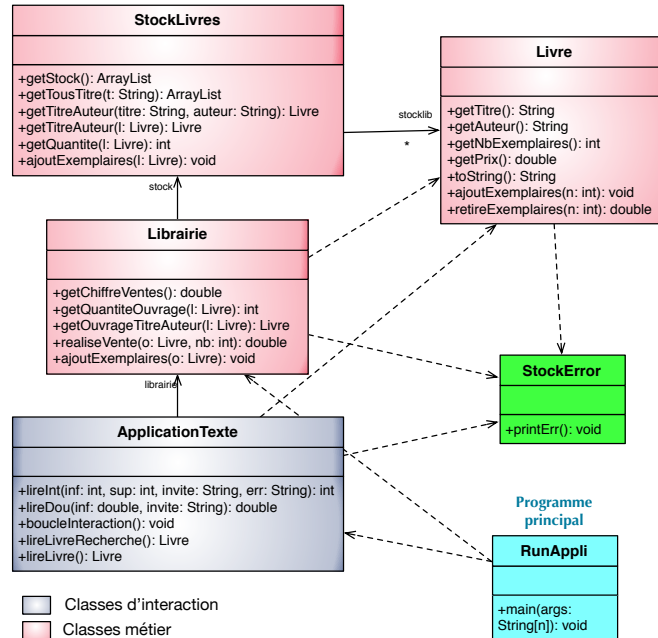 StockLivres
+getStock(): ArrayList
+getTousTitre(t: String): ArrayList
+getTitreAuteur(titre: String, auteur: String): Livre
+getTitreAuteur(l: Livre): Livre
+getQuantite(l: Livre): int
+ajoutExemplaires(l: Livre): void
stocklib
*
Livre
+getTitre(): String
+getAuteur(): String
+getNbExemplaires(): int
+getPrix(): double
+toString(): String
+ajoutExemplaires(n: int): void
+retireExemplaires(n: int): double
stock
Librairie
+getChiffreVentes(): double
+getQuantiteOuvrage(l: Livre): int
+getOuvrageTitreAuteur(l: Livre): Livre
+realiseVente(o: Livre, nb: int): double
+ajoutExemplaires(o: Livre): void
StockError
+printErr(): void
librairie
ApplicationTexte
+lireInt(inf: int, sup: int, invite: String, err: String): int
+lireDou(inf: double, invite: String): double
+boucleInteraction(): void
+lireLivreRecherche(): Livre
+lireLivre(): Livre
Programme
principal
RunAppli
+main(args:
String[n]): void
Classes d'interaction
Classes métier